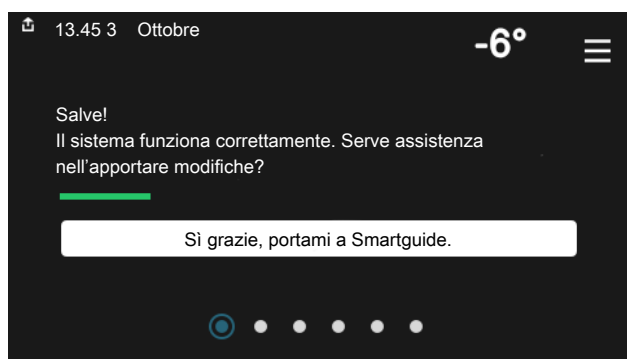 13.45 3 Ottobre
-6°
Salve!
Il sistema funziona correttamente. Serve assistenza
nell’apportare modifiche?
Sì grazie, portami a Smartguide.